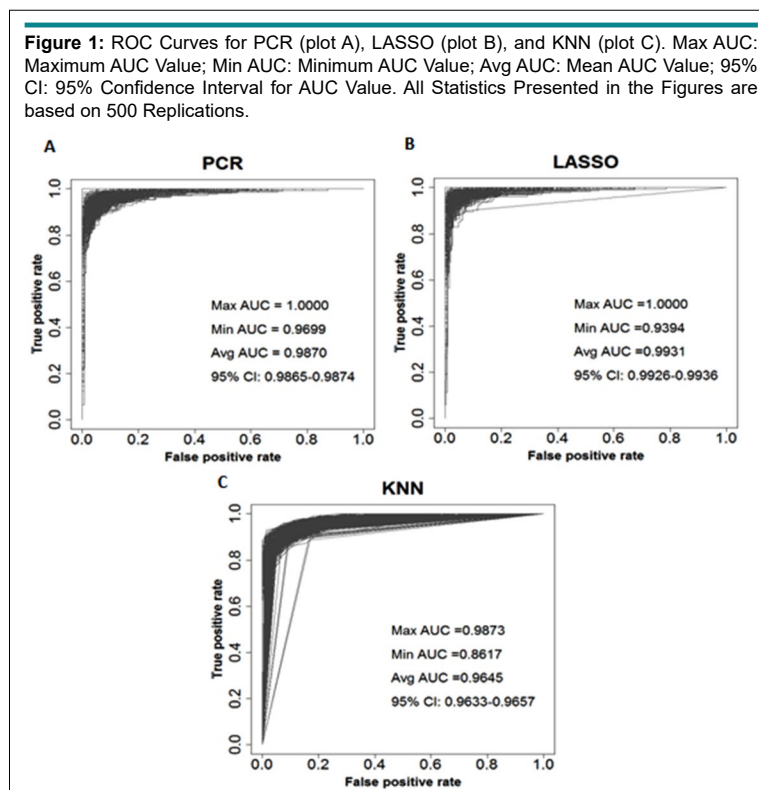 Figure 1: ROC Curves for PCR (plot A), LASSO (plot B), and KNN (plot C). Max AUC:
Maximum AUC Value; Min AUC: Minimum AUC Value; Avg AUC: Mean AUC Value; 95%
CI: 95% Confidence Interval for AUC Value. All Statistics Presented in the Figures are
based on 500 Replications.
A
PCR
True positive rate
1.0
0.8
0.6
0.4
0.2
0.0
Max AUC = 1.0000
Min AUC = 0.9699
Avg AUC = 0.9870
95% CI: 0.9865-0.9874
0.0 0.2 0.4 0.6 0.8 1.0
False positive rate
B
LASSO
True positive rate
1.0
0.8
0.6
0.4
0.2
0.0
Max AUC =1.0000
Min AUC =0.9394
Avg AUC =0.9931
95% CI: 0.9926-0.9936
0.0 0.2 0.4 0.6 0.8 1.0
False positive rate
C
KNN
True positive rate
1.0
0.8
0.6
0.4
0.2
0.0
Max AUC =0.9873
Min AUC =0.8617
Avg AUC =0.9645
95% CI: 0.9633-0.9657
0.0 0.2 0.4 0.6 0.8 1.0
False positive rate